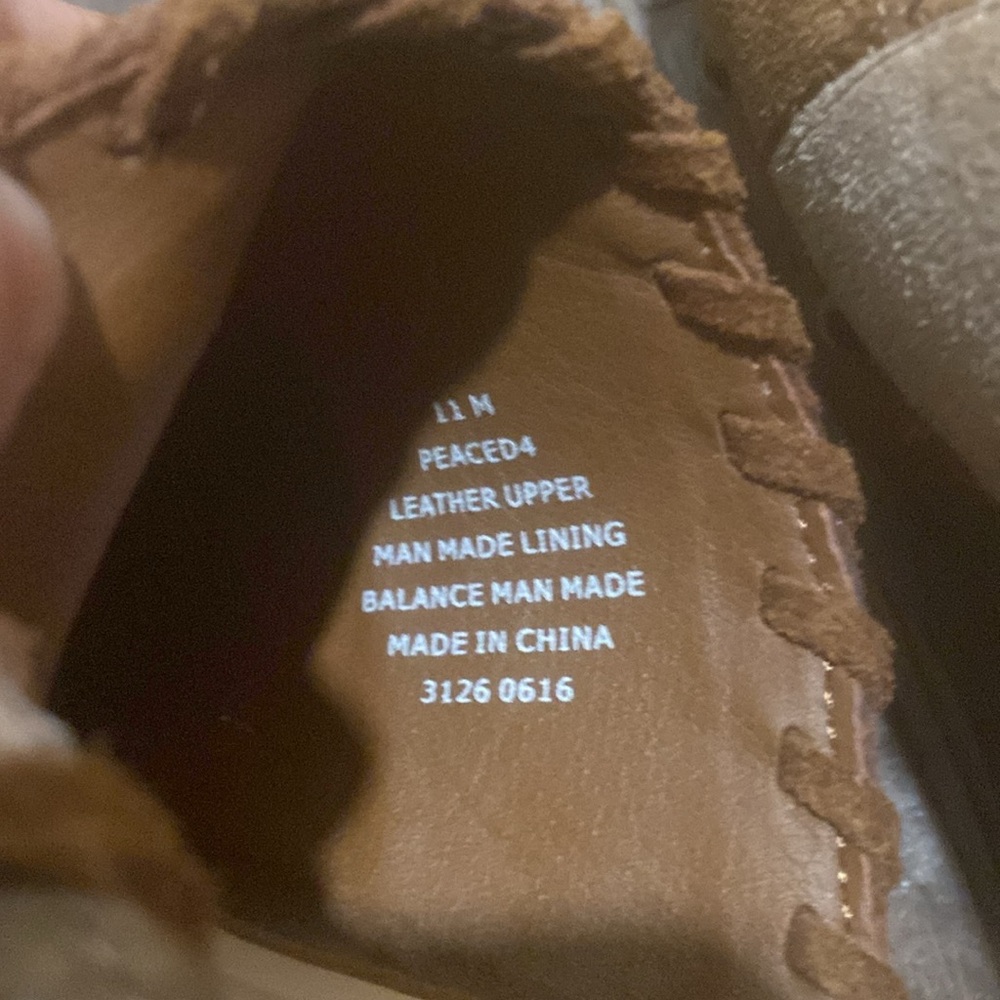 11 M
PEACED4
LEATHER UPPER
MAN MADE LINING
BALANCE MAN MADE
MADE IN CHINA
3126 0616